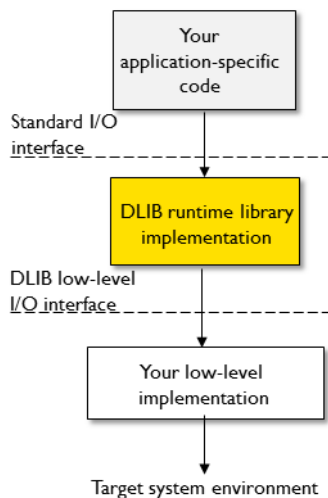 Your
application-specific
code
Standard I/O
interface
DLIB runtime library
implementation
DLIB low-level
I/O interface
Your low-level
implementation
Target system environment